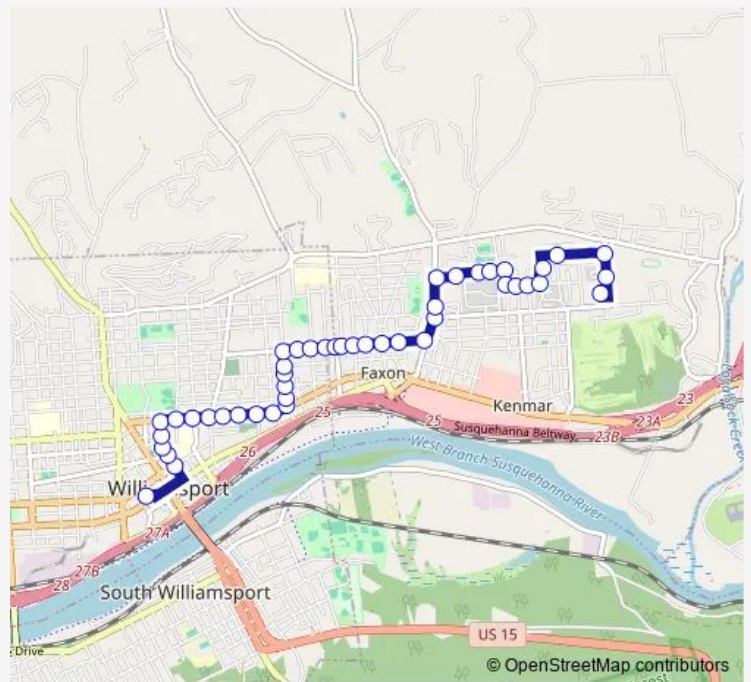 Faxon
Kenmar
23
25
25
Susquehanna Beltway
23A
23B
26
West Branch Susquehanna River
Williamsport
27A
27B
28
South Williamsport
US 15
Drive
© OpenStreetMap contributors